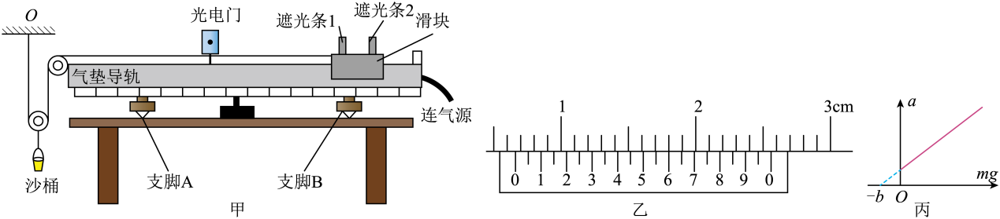 O
光电门
遮光条1
遮光条2
滑块
气垫导轨
连气源
沙桶
支脚A
支脚B
甲
1 2 3cm
0 1 2 3 4 5 6 7 8 9 0
乙
a
mg
-b O
丙